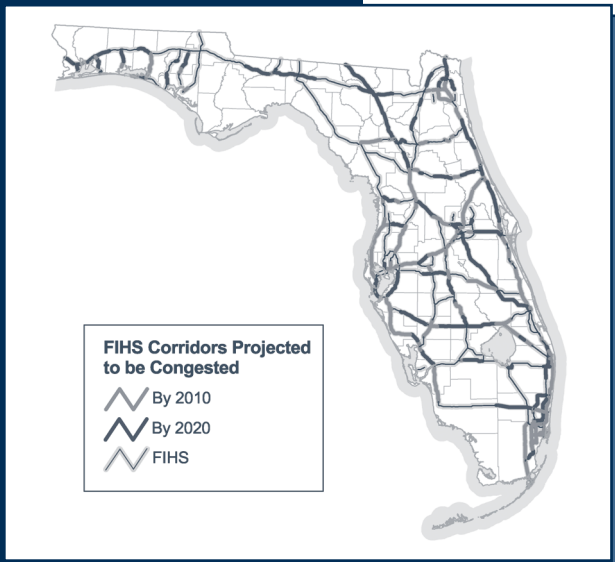 FIHS Corridors Projected
to be Congested
By 2010
By 2020
FIHS